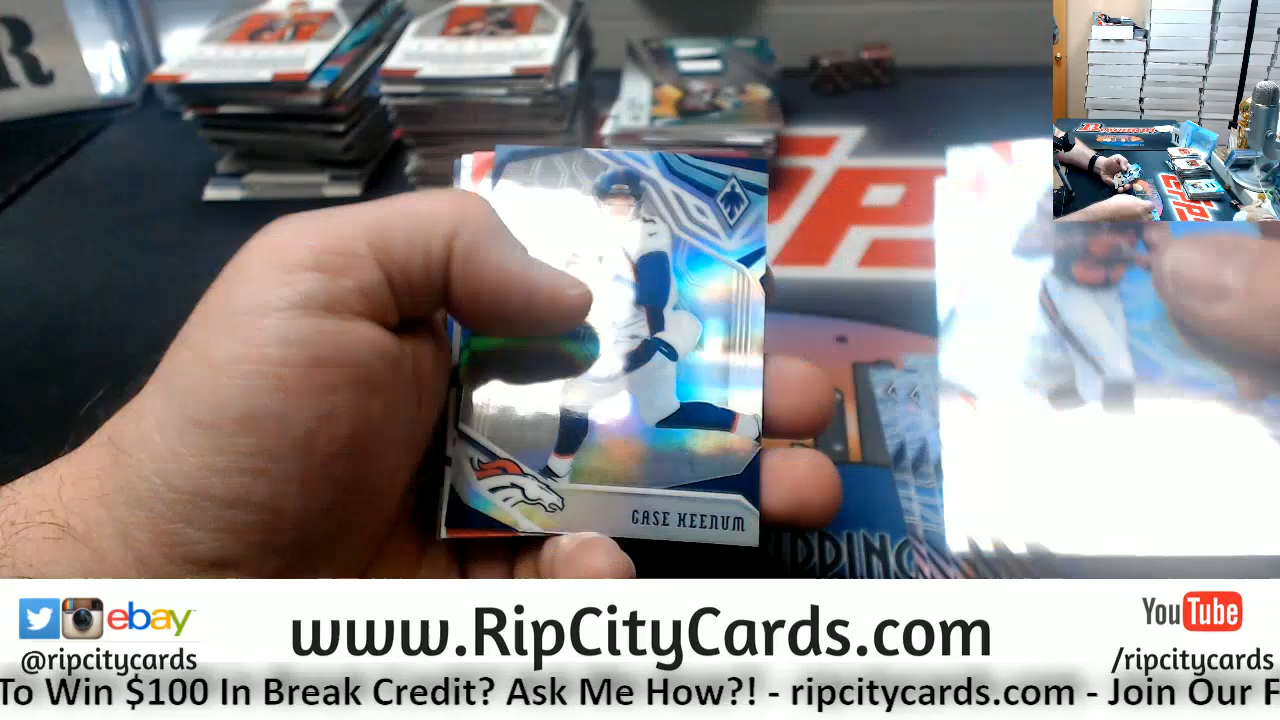 CASE KEENUM
ebay
www.RipCityCards.com
You Tube
@ripcitycards
/ripcitycards
To Win $100 In Break Credit? Ask Me How?! - ripcitycards.com - Join Our F